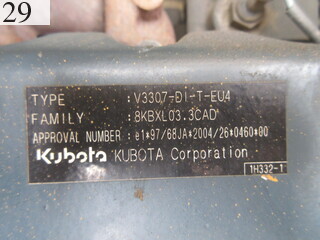 29
TYPE : V3307-DI-T-EU4
FAMILY : 8KBXL03.3CAD
APPROVAL NUMBER : e1*97/68JA*2004/26*0460*00
Kubota KUBOTA Corporation
1H332-1